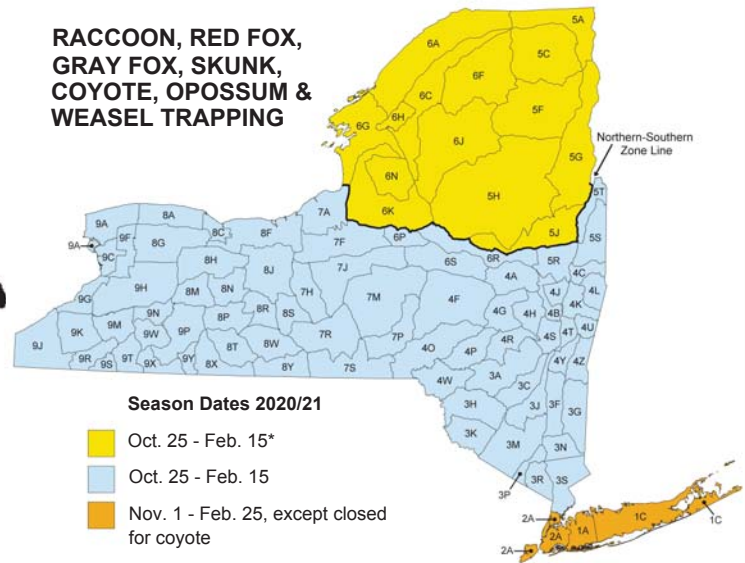 RACCOON, RED FOX,
GRAY FOX, SKUNK,
COYOTE, OPOSSUM &
WEASEL TRAPPING
5A
6A
5C
6F
6C
5F
6G
6H
6J
Northern-Southern
Zone Line
5G
6N
5H
5T
6K
5J
7A
9A
8A
8C
8F
6P
5S
9A
9F
8G
7F
6S
6R
5R
9C
8H
8J
7J
4A
4C
9H
8M
8N
7H
7M
4F
4J
4L
9G
4K
9N
8R
8S
4G
4H
4B
9K
9M
9W
9P
8P
7R
7P
4R
4S
4T
4U
9J
8T
8W
4O
4P
4Y
4Z
9R
9S
9T
9X
9Y
8X
8Y
7S
4W
3A
3C
3H
3J
3F
3G
3K
3M
3N
3P
3R
3S
Season Dates 2020/21
Oct. 25 - Feb. 15*
Oct. 25 - Feb. 15
Nov. 1 - Feb. 25, except closed
for coyote
2A
2A
1A
1C
1C
2A